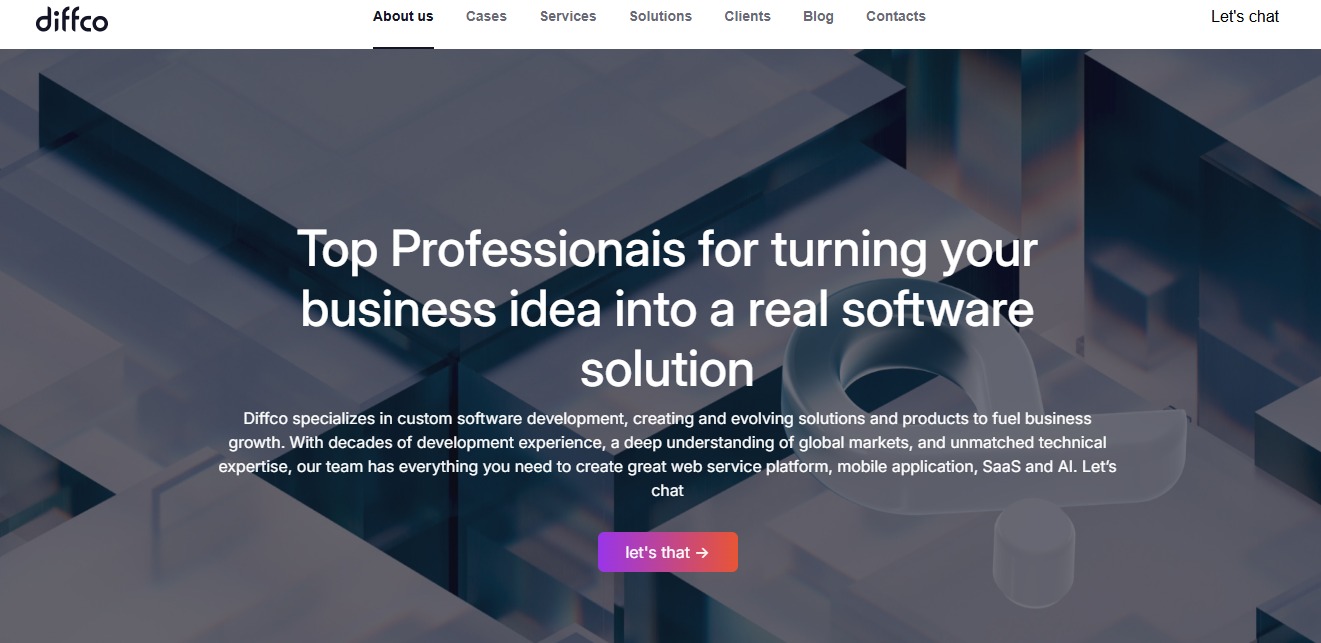 diffco
About us Cases Services Solutions Clients Blog Contacts
Let's chat
Top Professionais for turning your
business idea into a real software
solution
Diffco specializes in custom software development, creating and evolving solutions and products to fuel business
growth. With decades of development experience, a deep understanding of global markets, and unmatched technical
expertise, our team has everything you need to create great web service platform, mobile application, SaaS and AI. Let’s
chat
let's that →